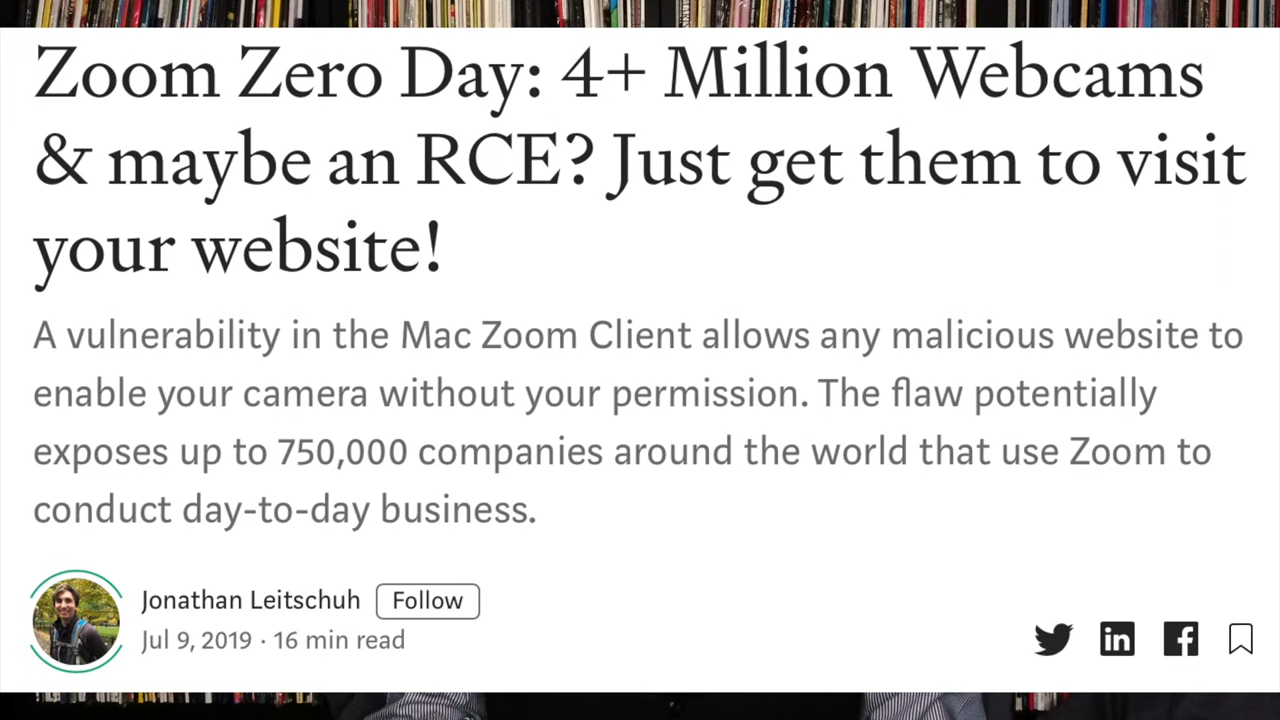 Zoom Zero Day: 4+ Million Webcams
& maybe an RCE? Just get them to visit
your website!
A vulnerability in the Mac Zoom Client allows any malicious website to
enable your camera without your permission. The flaw potentially
exposes up to 750,000 companies around the world that use Zoom to
conduct day-to-day business.
Jonathan Leitschuh Follow
Jul 9, 2019 · 16 min read